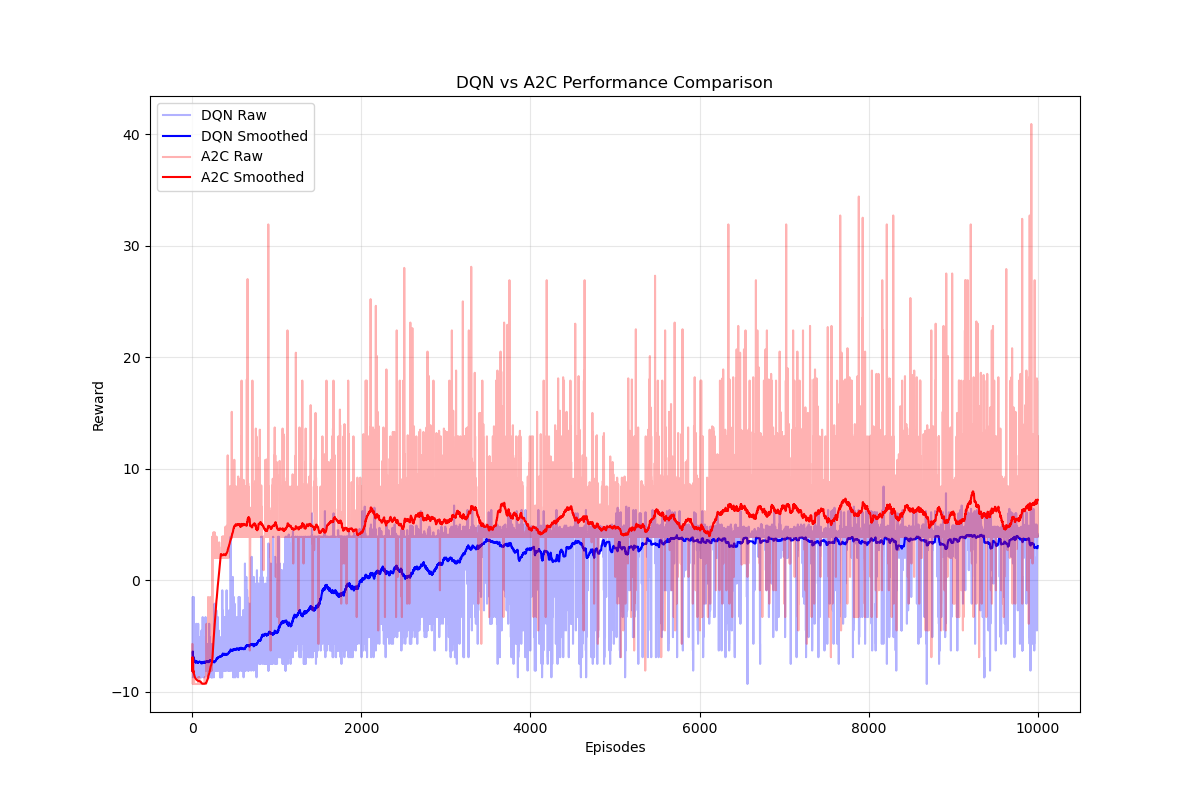 DQN vs A2C Performance Comparison
DQN Raw
DQN Smoothed
A2C Raw
A2C Smoothed
Reward
40
30
20
10
0
−10
0
2000
4000
6000
8000
10000
Episodes